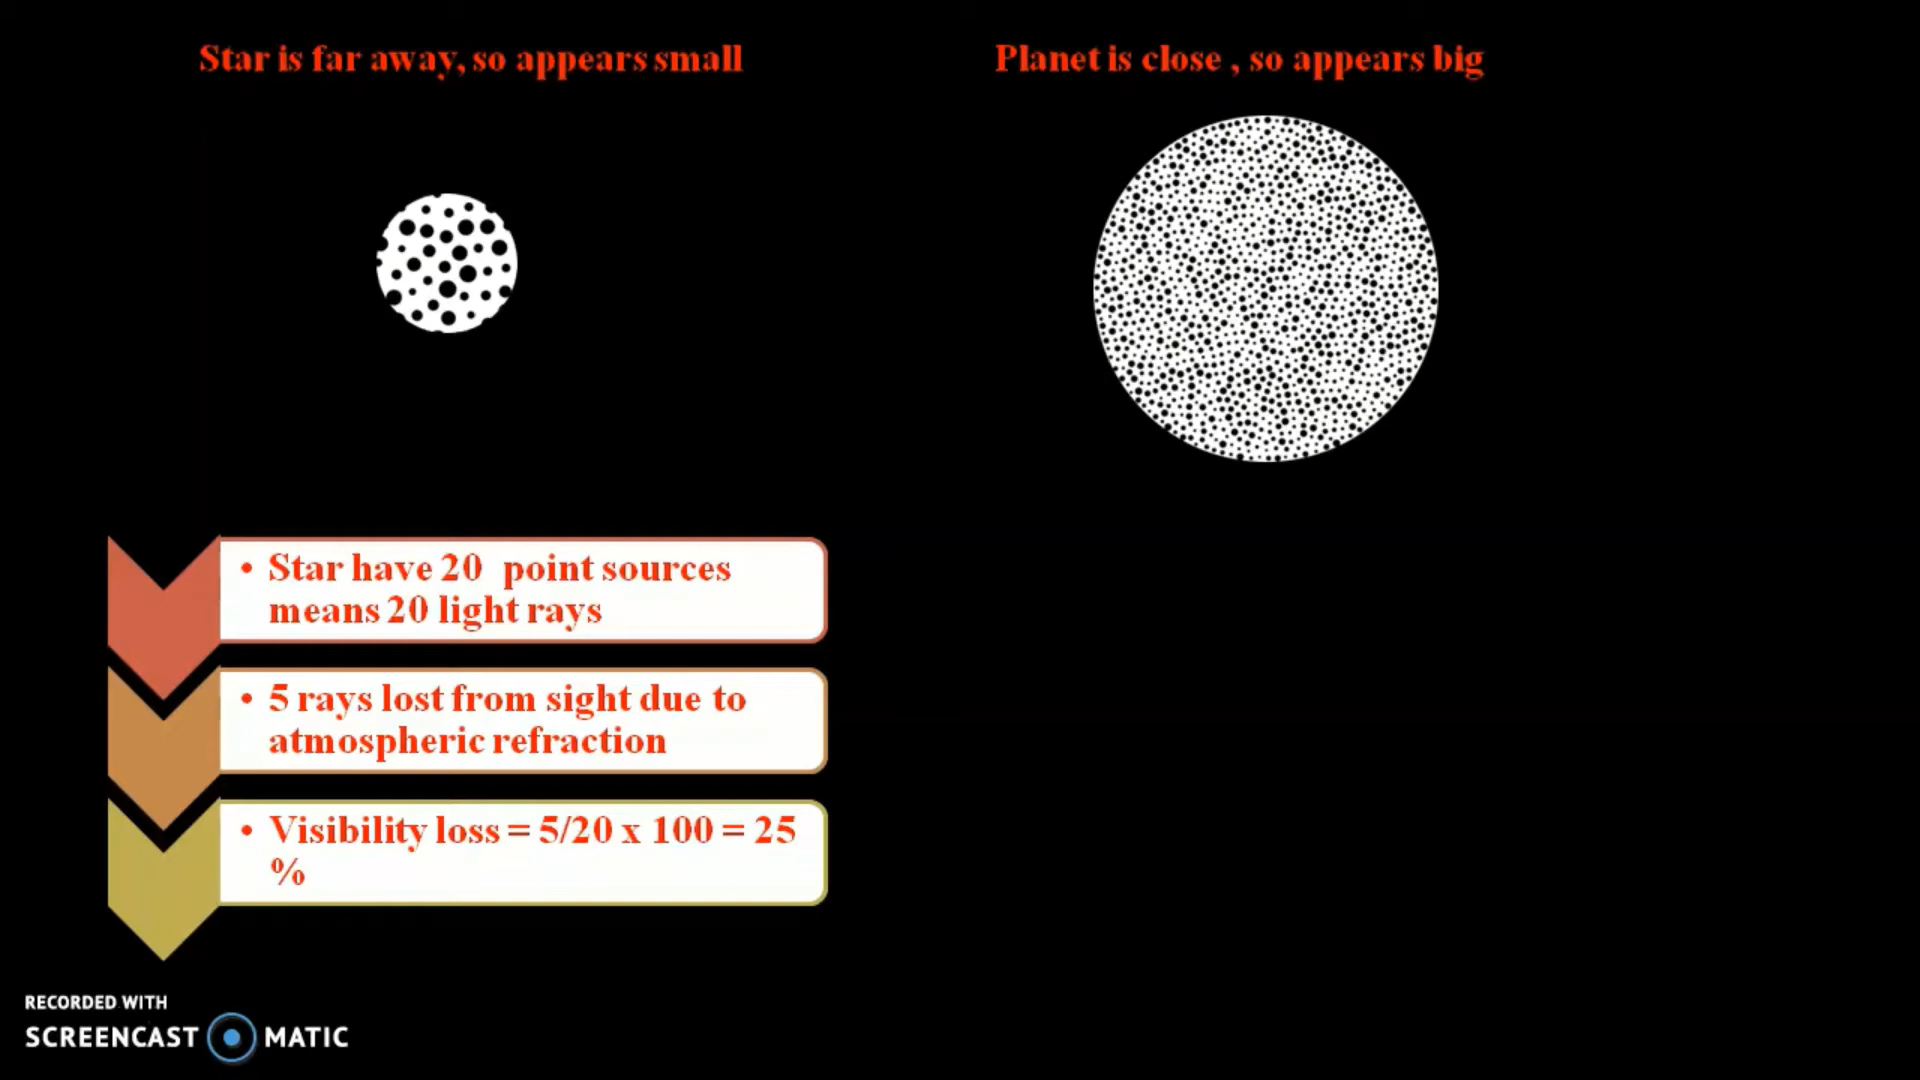 Star is far away, so appears small
Planet is close , so appears big
• Star have 20 point sources
means 20 light rays
• 5 rays lost from sight due to
atmospheric refraction
• Visibility loss = 5/20 x 100 = 25
%
RECORDED WITH
SCREENCAST MATIC